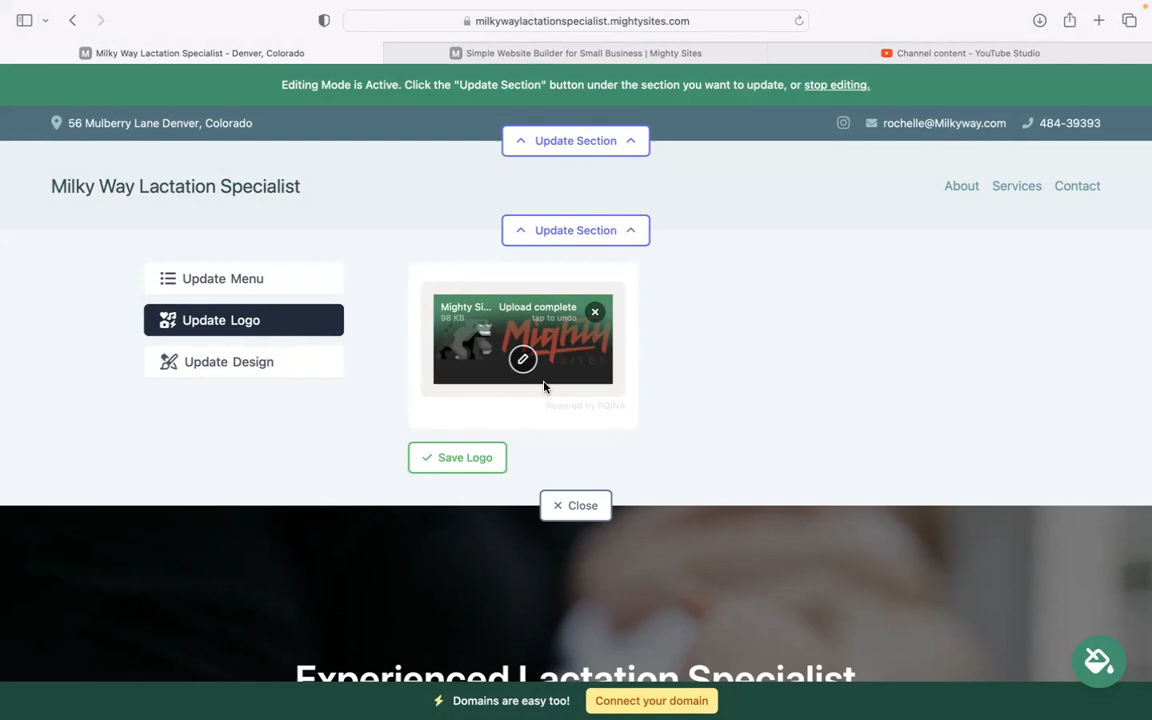 milkywaylactationspecialist.mightysites.com
Milky Way Lactation Specialist - Denver, Colorado
Simple Website Builder for Small Business | Mighty Sites
Channel content - YouTube Studio
Editing Mode is Active. Click the "Update Section" button under the section you want to update, or stop editing.
56 Mulberry Lane Denver, Colorado
rochelle@Milkyway.com
484-39393
Update Section
Milky Way Lactation Specialist
About
Services
Contact
Update Section
Update Menu
Update Logo
Update Design
Mighty Si...
98 KB
Upload complete
tap to undo
Mighty
SITES
Powered by PQINA
Save Logo
Close
Experienced Lactation Specialist
Domains are easy too!
Connect your domain